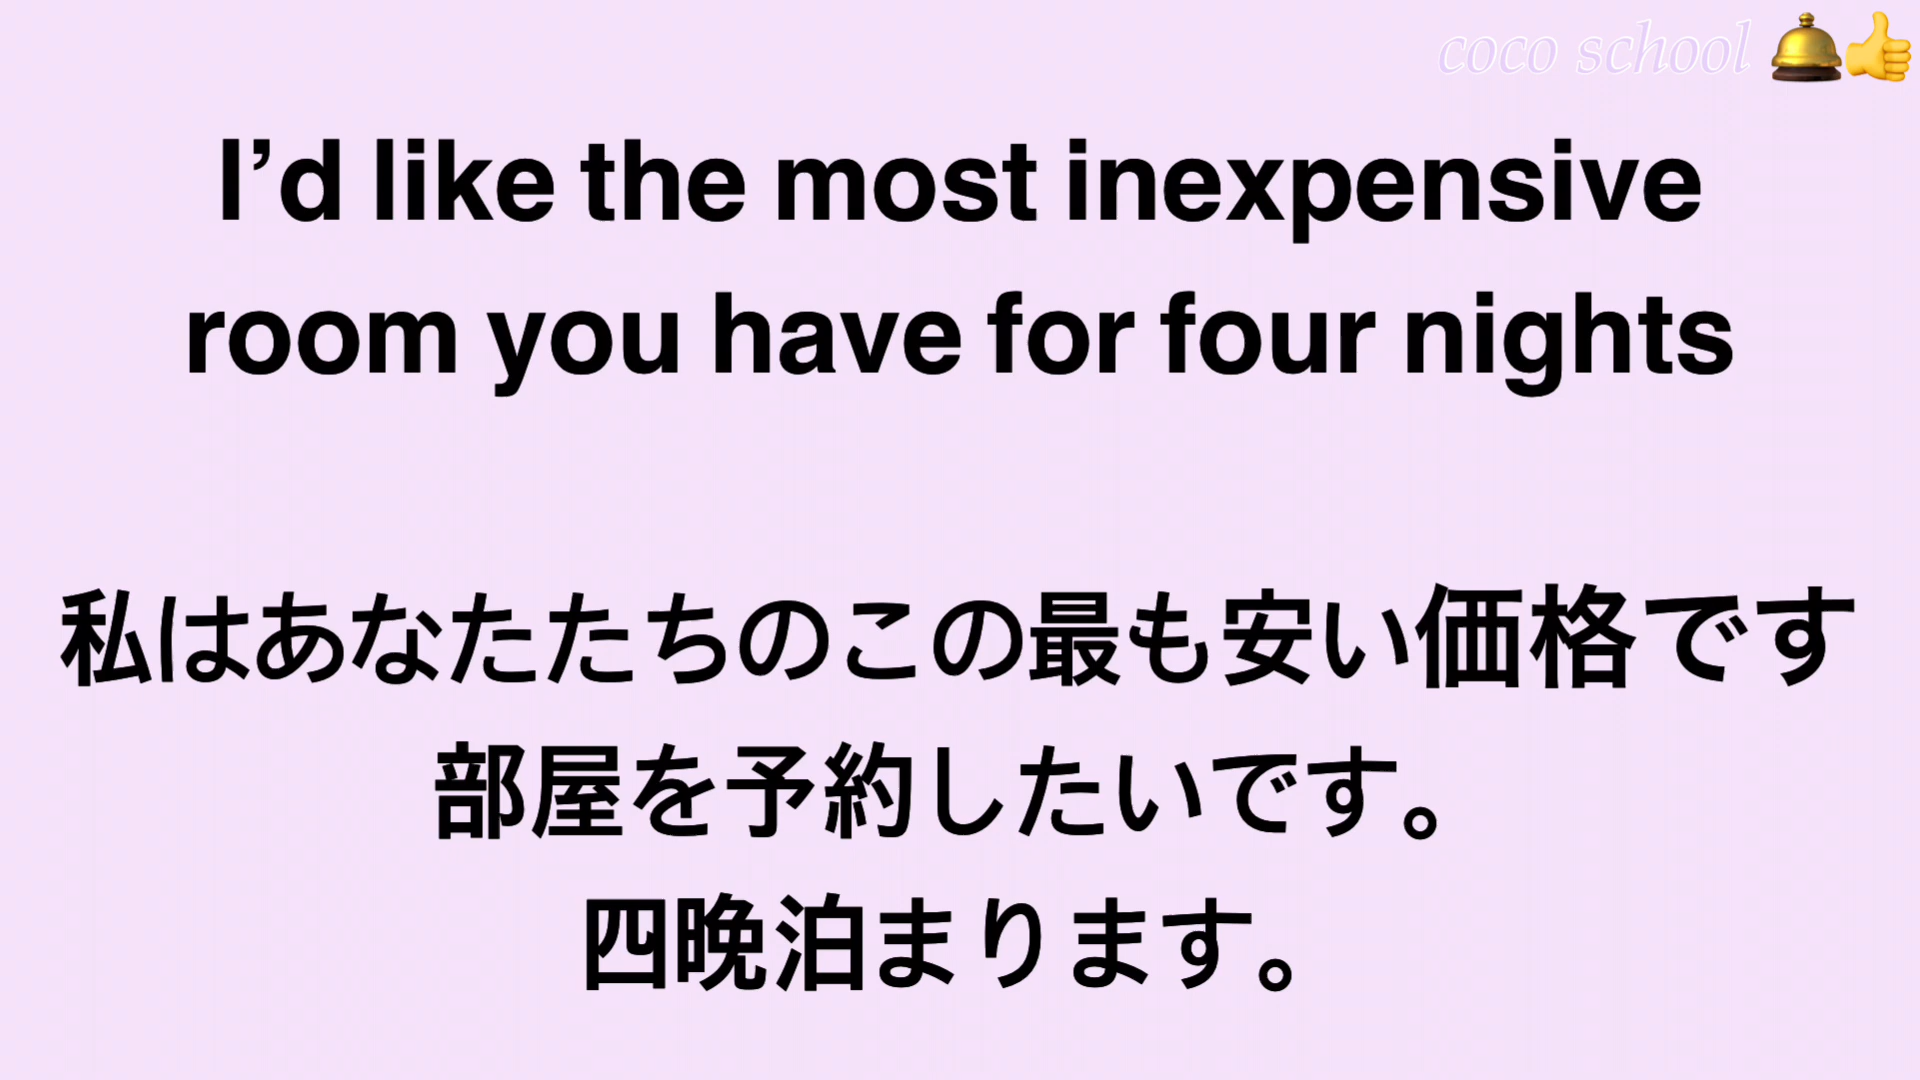 coco school
I’d like the most inexpensive
room you have for four nights
私はあなたたちのこの最も安い価格です
部屋を予約したいです。
四晩泊まります。